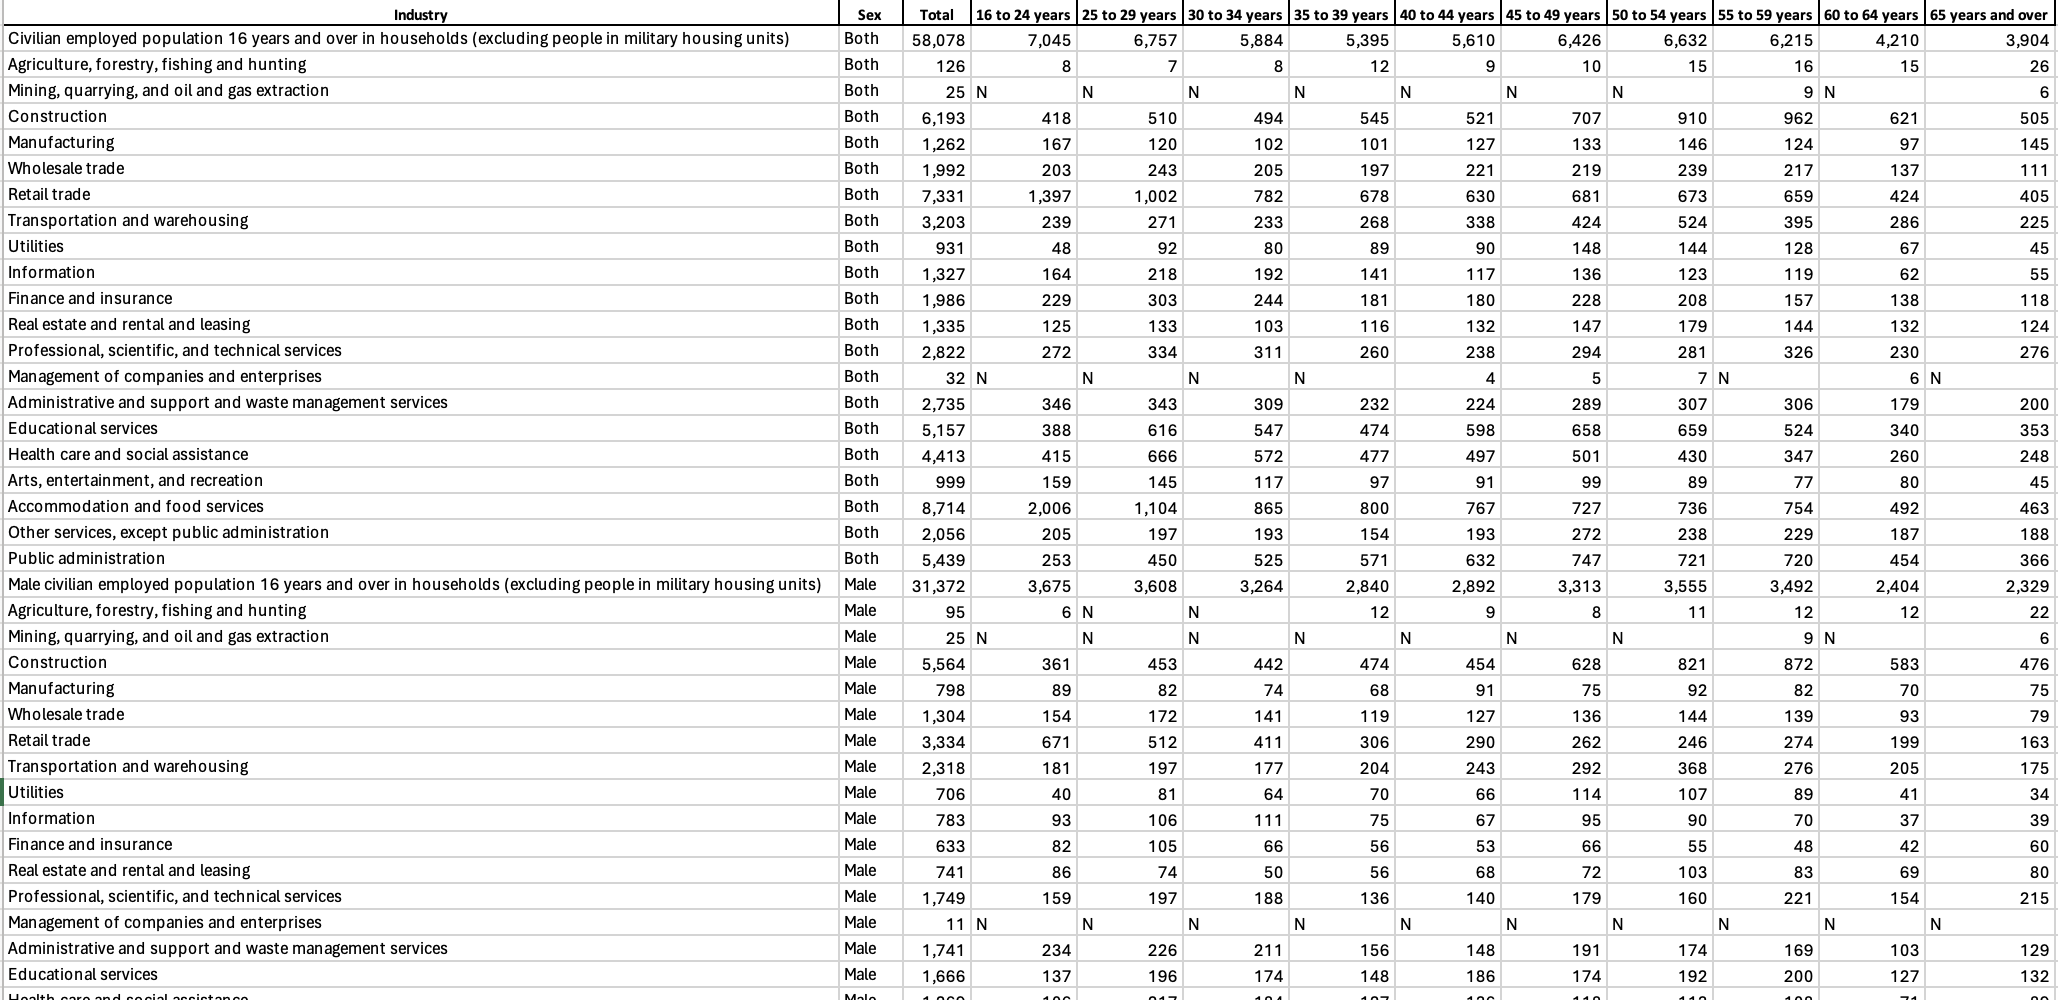 Industry Sex Total 16 to 24 years 25 to 29 years 30 to 34 years 35 to 39 years 40 to 44 years 45 to 49 years 50 to 54 years 55 to 59 years 60 to 64 years 65 years and over
Civilian employed population 16 years and over in households (excluding people in military housing units) Both 58,078 7,045 6,757 5,884 5,395 5,610 6,426 6,632 6,215 4,210 3,904
Agriculture, forestry, fishing and hunting Both 126 8 7 8 12 9 10 15 16 15 26
Mining, quarrying, and oil and gas extraction Both 25 N N N N N N N 9 N 6
Construction Both 6,193 418 510 494 545 521 707 910 962 621 505
Manufacturing Both 1,262 167 120 102 101 127 133 146 124 97 145
Wholesale trade Both 1,992 203 243 205 197 221 219 239 217 137 111
Retail trade Both 7,331 1,397 1,002 782 678 630 681 673 659 424 405
Transportation and warehousing Both 3,203 239 271 233 268 338 424 524 395 286 225
Utilities Both 931 48 92 80 89 90 148 144 128 67 45
Information Both 1,327 164 218 192 141 117 136 123 119 62 55
Finance and insurance Both 1,986 229 303 244 181 180 228 208 157 138 118
Real estate and rental and leasing Both 1,335 125 133 103 116 132 147 179 144 132 124
Professional, scientific, and technical services Both 2,822 272 334 311 260 238 294 281 326 230 276
Management of companies and enterprises Both 32 N N N N 4 5 7 N 6 N
Administrative and support and waste management services Both 2,735 346 343 309 232 224 289 307 306 179 200
Educational services Both 5,157 388 616 547 474 598 658 659 524 340 353
Health care and social assistance Both 4,413 415 666 572 477 497 501 430 347 260 248
Arts, entertainment, and recreation Both 999 159 145 117 97 91 99 89 77 80 45
Accommodation and food services Both 8,714 2,006 1,104 865 800 767 727 736 754 492 463
Other services, except public administration Both 2,056 205 197 193 154 193 272 238 229 187 188
Public administration Both 5,439 253 450 525 571 632 747 721 720 454 366
Male civilian employed population 16 years and over in households (excluding people in military housing units) Male 31,372 3,675 3,608 3,264 2,840 2,892 3,313 3,555 3,492 2,404 2,329
Agriculture, forestry, fishing and hunting Male 95 6 N N 12 9 8 11 12 12 22
Mining, quarrying, and oil and gas extraction Male 25 N N N N N N N 9 N 6
Construction Male 5,564 361 453 442 474 454 628 821 872 583 476
Manufacturing Male 798 89 82 74 68 91 75 92 82 70 75
Wholesale trade Male 1,304 154 172 141 119 127 136 144 139 93 79
Retail trade Male 3,334 671 512 411 306 290 262 246 274 199 163
Transportation and warehousing Male 2,318 181 197 177 204 243 292 368 276 205 175
Utilities Male 706 40 81 64 70 66 114 107 89 41 34
Information Male 783 93 106 111 75 67 95 90 70 37 39
Finance and insurance Male 633 82 105 66 56 53 66 55 48 42 60
Real estate and rental and leasing Male 741 86 74 50 56 68 72 103 83 69 80
Professional, scientific, and technical services Male 1,749 159 197 188 136 140 179 160 221 154 215
Management of companies and enterprises Male 11 N N N N N N N N N N
Administrative and support and waste management services Male 1,741 234 226 211 156 148 191 174 169 103 129
Educational services Male 1,666 137 196 174 148 186 174 192 200 127 132
Health care and social assistance Male